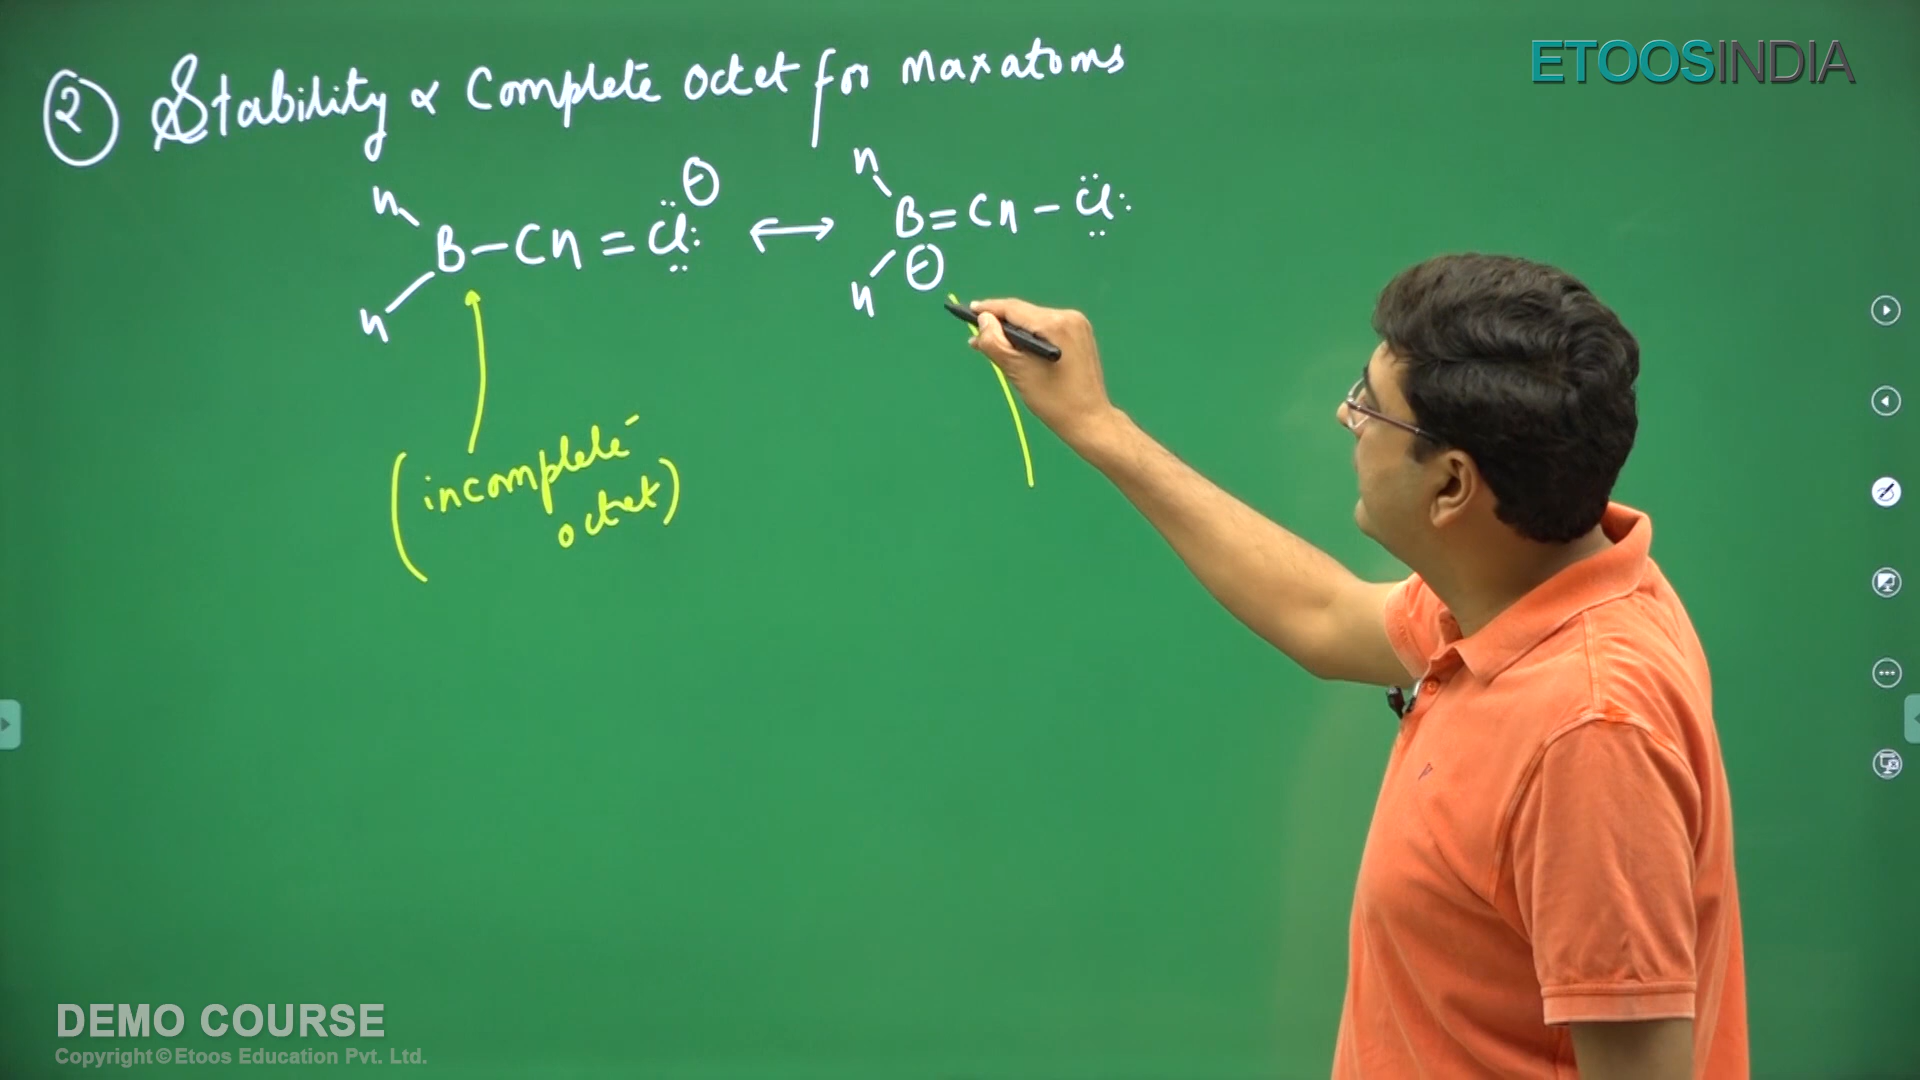 ETOOSINDIA
② Stability ∝ Complete Octet for max atoms
H
H
B－CH＝Cl:⊖ ↔ B＝CH－Cl:
H
H
⊖
(incomplete
octet)
DEMO COURSE
Copyright © Etoos Education Pvt. Ltd.